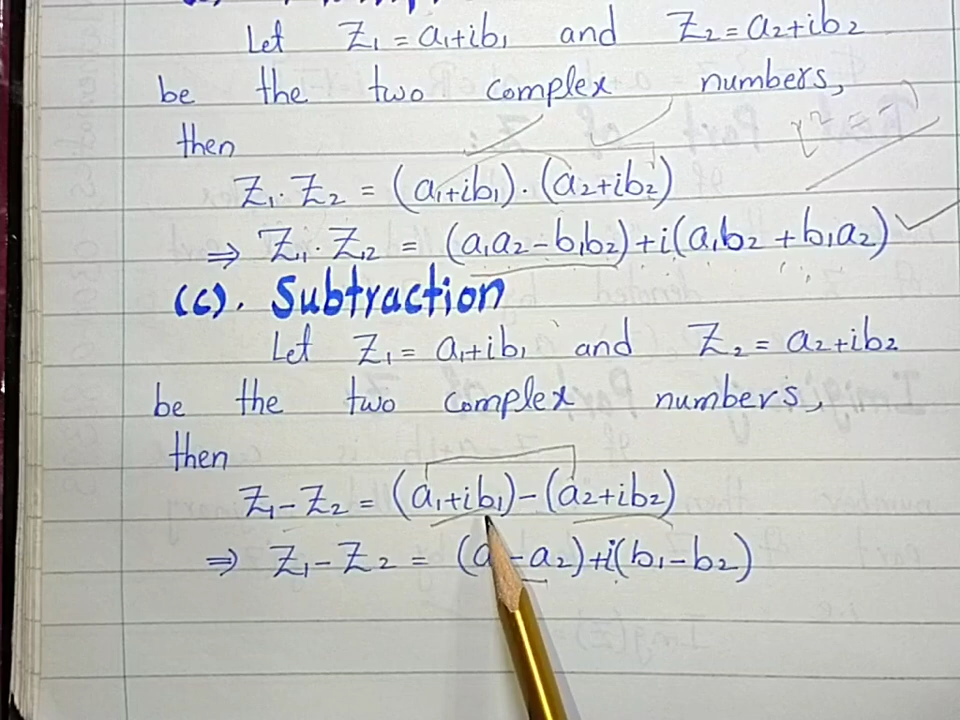 Let Z₁ = a₁+ib₁ and Z₂ = a₂+ib₂
be the two complex numbers,
then
i² = -1
Z₁. Z₂ = (a₁+ib₁).(a₂+ib₂)
⇒ Z₁. Z₂ = (a₁a₂-b₁b₂)+i(a₁b₂+b₁a₂)
(c). Subtraction
Let Z₁ = a₁+ib₁ and Z₂ = a₂+ib₂
be the two complex numbers,
then
Z₁-Z₂ = (a₁+ib₁)-(a₂+ib₂)
⇒ Z₁-Z₂ = (a -a₂)+i(b₁-b₂)